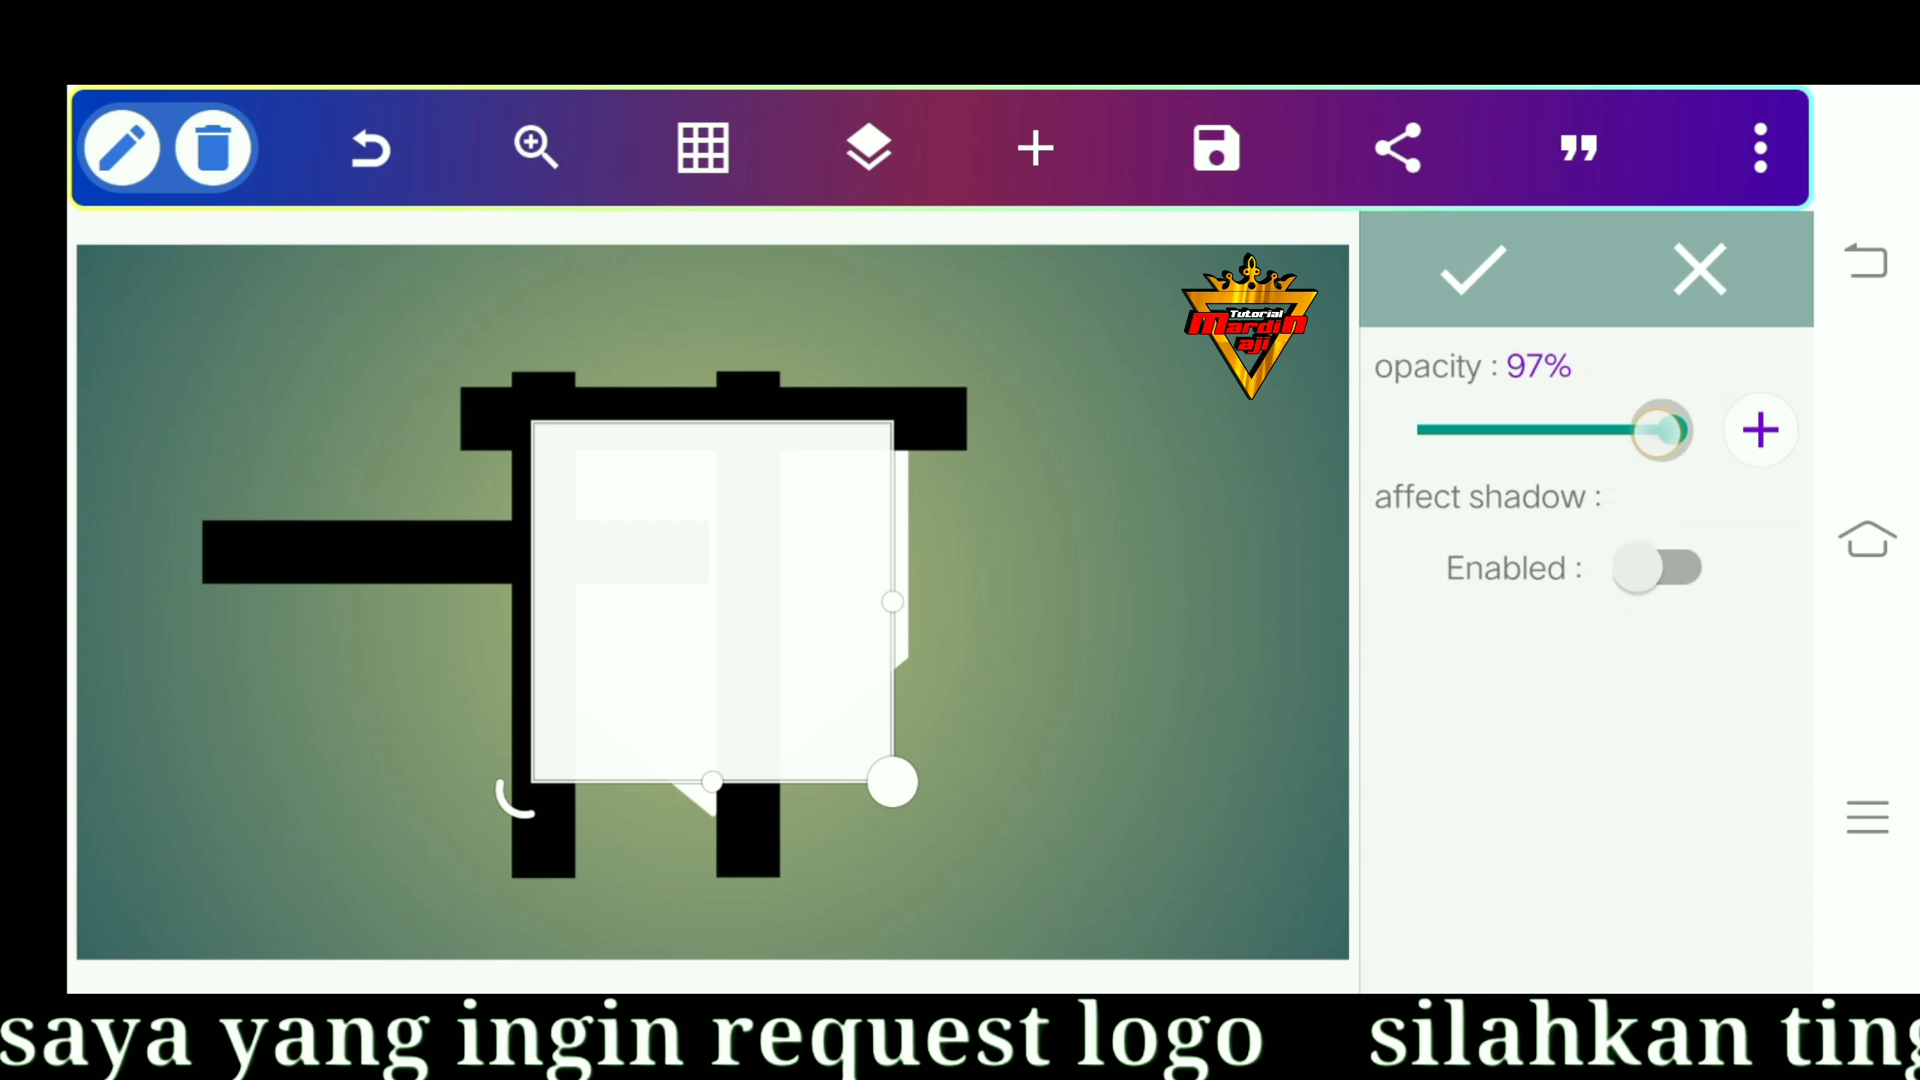 Tutorial
Mardin
aji
opacity : 97%
affect shadow :
Enabled :
saya yang ingin request logo silahkan ting